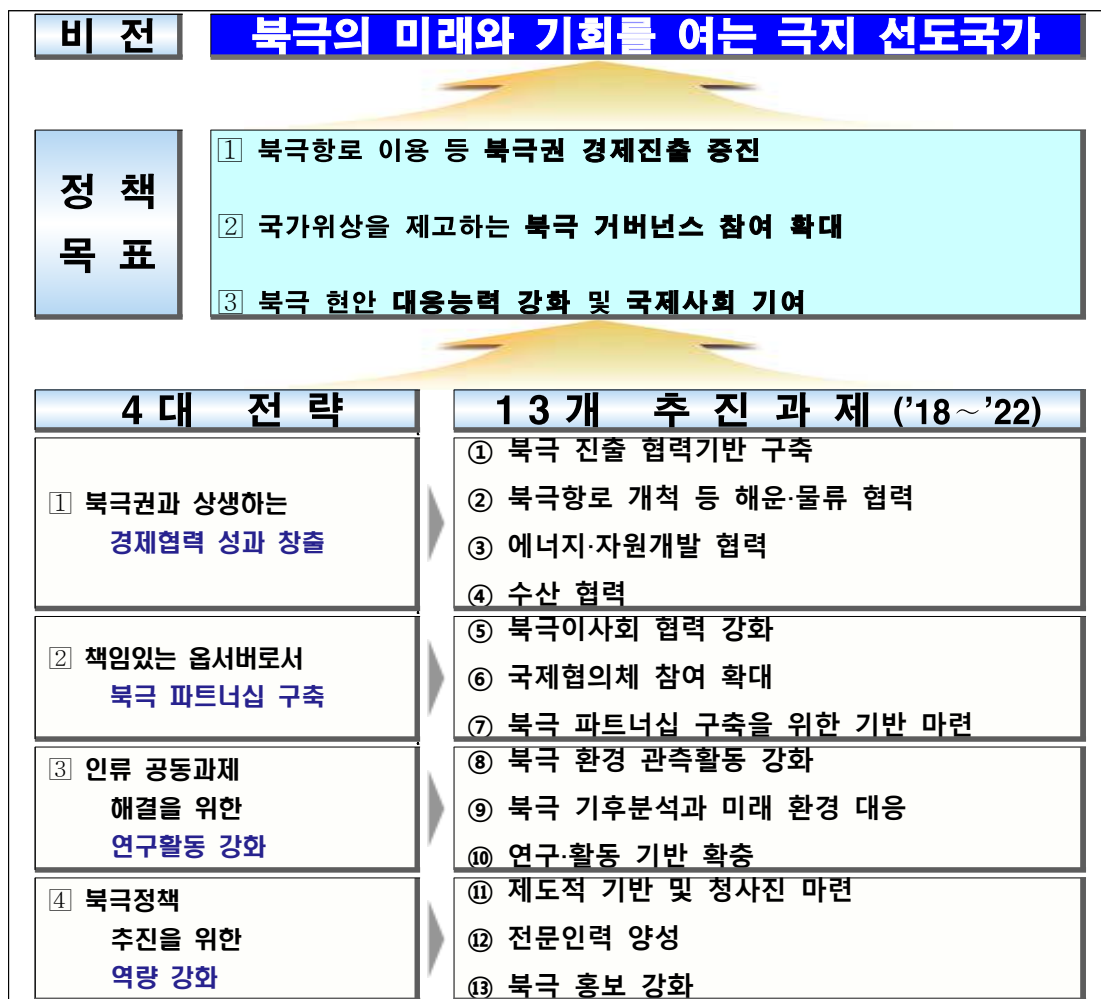 비 전
북극의 미래와 기회를 여는 극지 선도국가
정 책
목 표
1 북극항로 이용 등 북극권 경제진출 증진
2 국가위상을 제고하는 북극 거버넌스 참여 확대
3 북극 현안 대응능력 강화 및 국제사회 기여
4대 전 략
13개 추 진 과 제 (’18～’22)
1 북극권과 상생하는
경제협력 성과 창출
① 북극 진출 협력기반 구축
② 북극항로 개척 등 해운·물류 협력
③ 에너지·자원개발 협력
④ 수산 협력
2 책임있는 옵서버로서
북극 파트너십 구축
⑤ 북극이사회 협력 강화
⑥ 국제협의체 참여 확대
⑦ 북극 파트너십 구축을 위한 기반 마련
3 인류 공동과제
해결을 위한
연구활동 강화
⑧ 북극 환경 관측활동 강화
⑨ 북극 기후분석과 미래 환경 대응
⑩ 연구·활동 기반 확충
4 북극정책
추진을 위한
역량 강화
⑪ 제도적 기반 및 청사진 마련
⑫ 전문인력 양성
⑬ 북극 홍보 강화